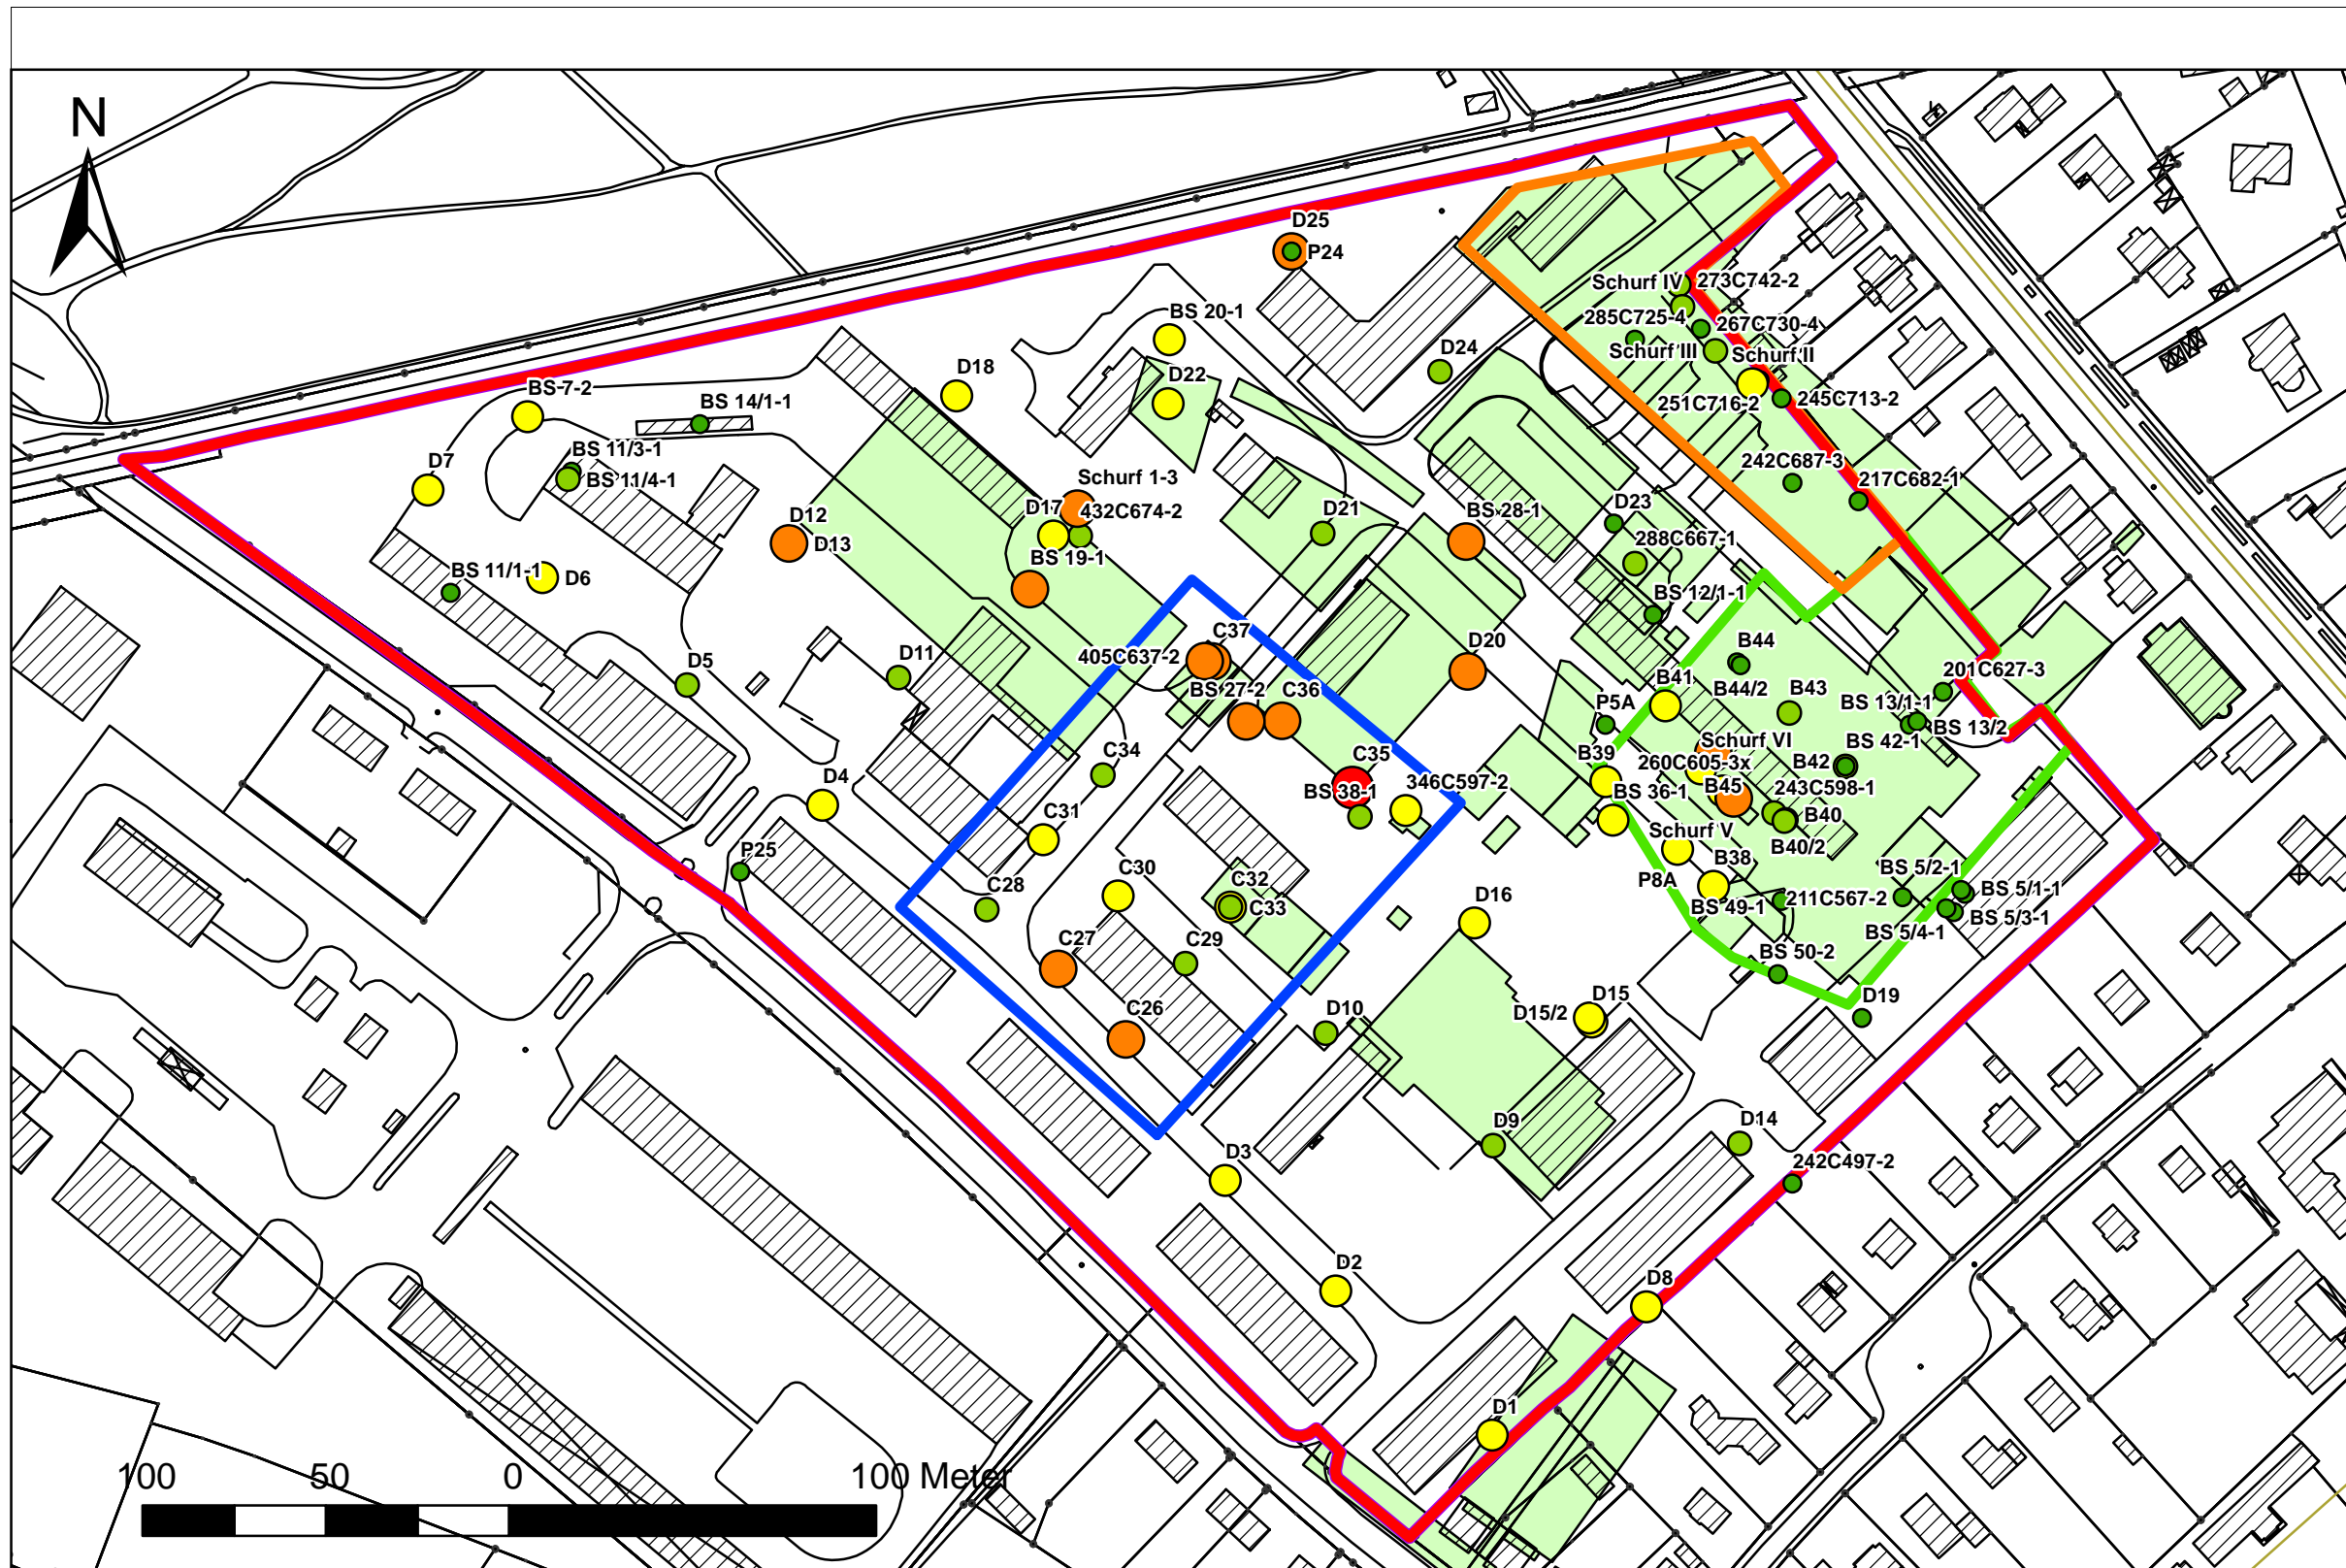 N
D25
P24
Schurf IV
273C742-2
BS 20-1
285C725-4
267C730-4
D24
Schurf III
Schurf II
D18
D22
BS-7-2
BS 14/1-1
251C716-2
245C713-2
BS 11/3-1
D7
BS 11/4-1
Schurf 1-3
242C687-3
217C682-1
D17
432C674-2
D21
BS 28-1
D23
D12
D13
288C667-1
BS 19-1
BS 11/1-1
D6
BS 12/1-1
C37
405C637-2
D20
B44
201C627-3
D11
D5
BS 27-2
C36
B41
B44/2
B43
P5A
BS 13/1-1
BS 13/2
Schurf VI
BS 42-1
C35
B39
260C605-3x
B42
C34
D4
BS 38-1
346C597-2
BS 36-1
B45
243C598-1
B40
C31
Schurf V
B40/2
P25
B38
BS 5/2-1
P8A
C30
C32
C28
C33
D16
BS 49-1
211C567-2
BS 5/1-1
BS 5/3-1
BS 5/4-1
C27
C29
BS 50-2
D15
D19
D15/2
C26
D10
D9
D14
D3
242C497-2
D2
D8
D1
100
50
0
100 Meter